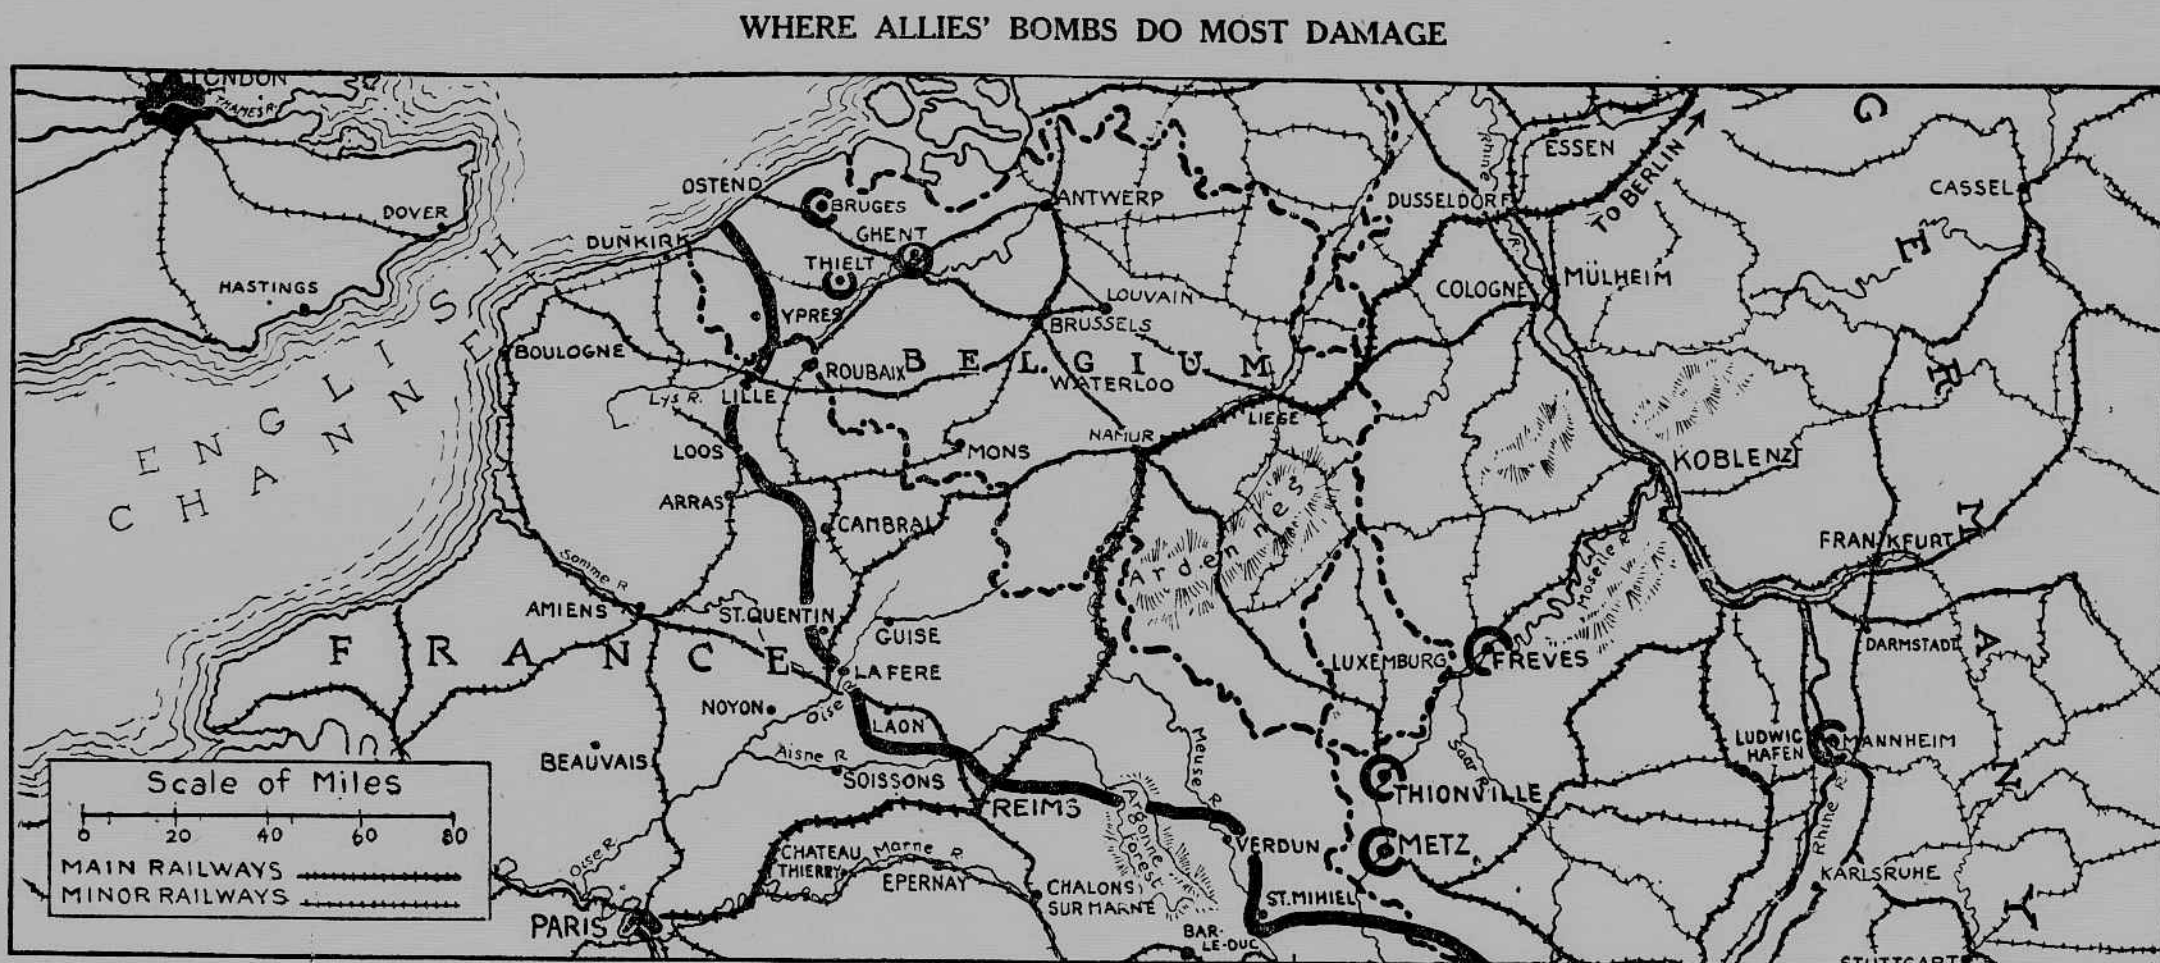 WHERE ALLIES' BOMBS DO MOST DAMAGE
LONDON
THAMES R.
DOVER
HASTINGS
ENGLISH
CHANNEL
OSTEND
BRUGES
DUNKIRK
GHENT
THIELT
ANTWERP
YPRES
LOUVAIN
BRUSSELS
BOULOGNE
ROUBAIX
BELGIUM
WATERLOO
Lys R.
LILLE
LIEGE
LOOS
NAMUR
MONS
ARRAS
CAMBRAI
Ardennes
Rhine
R.
ESSEN
TO BERLIN
DUSSELDORF
CASSEL
COLOGNE
MÜLHEIM
KOBLENZ
GERMANY
FRANKFURT
Moselle R.
Somme R.
AMIENS
ST. QUENTIN
GUISE
FRANCE
LA FERE
NOYON
Oise R.
LAON
BEAUVAIS
Aisne R.
SOISSONS
REIMS
LUXEMBURG
FREVES
DARMSTADT
LUDWIG
HAFEN
MANNHEIM
Meuse R.
Saar R.
THIONVILLE
METZ
Argonne
Forest
VERDUN
Rhine R.
KARLSRUHE
Oise R.
CHATEAU
THIERRY
Marne R.
EPERNAY
CHALONS
SUR MARNE
ST. MIHIEL
PARIS
BAR-
LE-DUC
STUTTGART
Scale of Miles
0 20 40 60 80
MAIN RAILWAYS
MINOR RAILWAYS